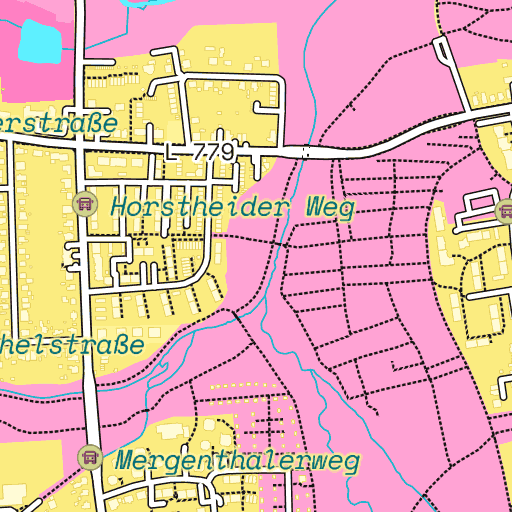 erstraße
L 779
Horstheider Weg
helstraße
Mergenthalerweg